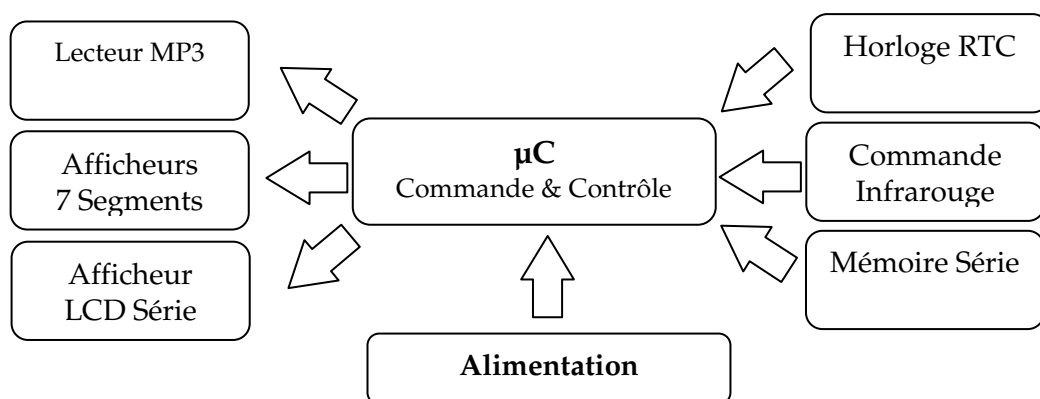 Lecteur MP3
Afficheurs
7 Segments
Afficheur
LCD Série
µC
Commande & Contrôle
Alimentation
Horloge RTC
Commande
Infrarouge
Mémoire Série